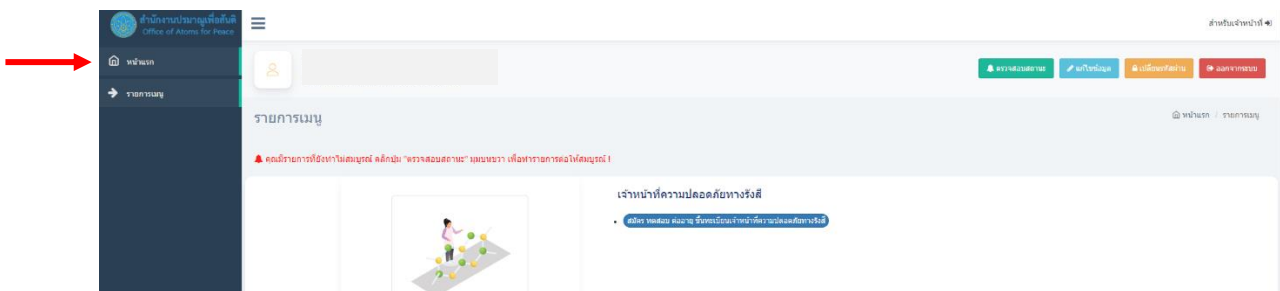 สำนักงานปรมาณูเพื่อสันติ
Office of Atoms for Peace
สำหรับเจ้าหน้าที่
หน้าแรก
รายการเมนู
ตรวจสอบสถานะ
แก้ไขข้อมูล
เปลี่ยนรหัสผ่าน
ออกจากระบบ
รายการเมนู
หน้าแรก / รายการเมนู
คุณมีรายการที่ยังทำไม่สมบูรณ์ คลิกปุ่ม "ตรวจสอบสถานะ" มุมบนขวา เพื่อทำรายการต่อให้สมบูรณ์ !
เจ้าหน้าที่ความปลอดภัยทางรังสี
สมัคร ทดสอบ ต่ออายุ ขึ้นทะเบียนเจ้าหน้าที่ความปลอดภัยทางรังสี